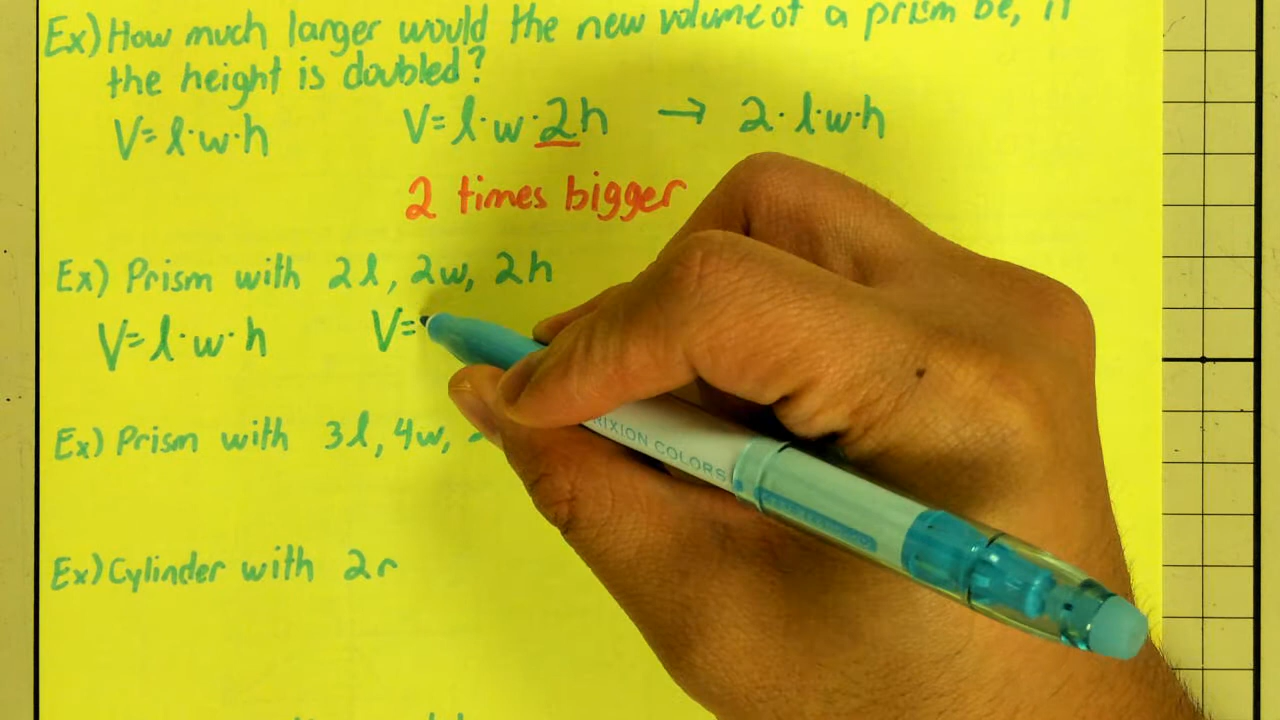 Ex) How much larger would the new volume of a prism be, if
the height is doubled?
V= l·w·h V= l·w·2h → 2·l·w·h
2 times bigger
Ex) Prism with 2l, 2w, 2h
V= l·w·h V=
Ex) Prism with 3l, 4w,
Ex) Cylinder with 2r
FRIXION COLORS